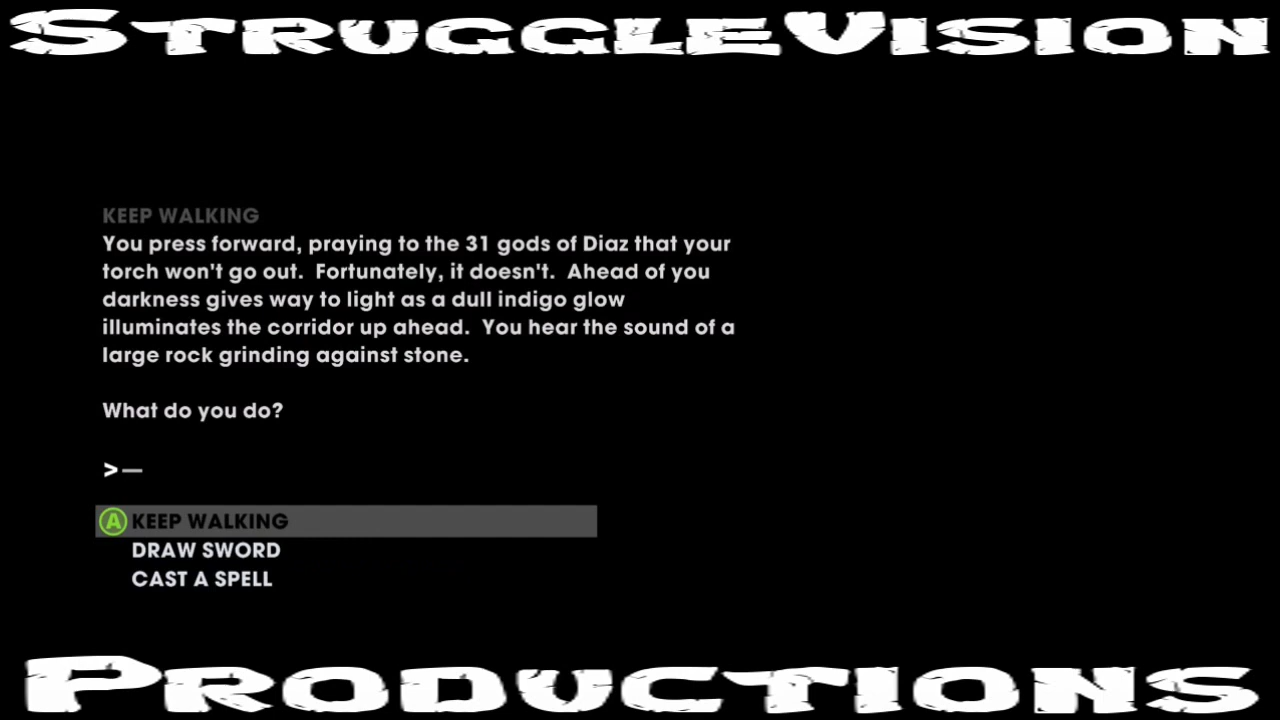 StruggleVision
KEEP WALKING
You press forward, praying to the 31 gods of Diaz that your
torch won't go out.  Fortunately, it doesn't.  Ahead of you
darkness gives way to light as a dull indigo glow
illuminates the corridor up ahead.  You hear the sound of a
large rock grinding against stone.
What do you do?
>_
A KEEP WALKING
DRAW SWORD
CAST A SPELL
Productions